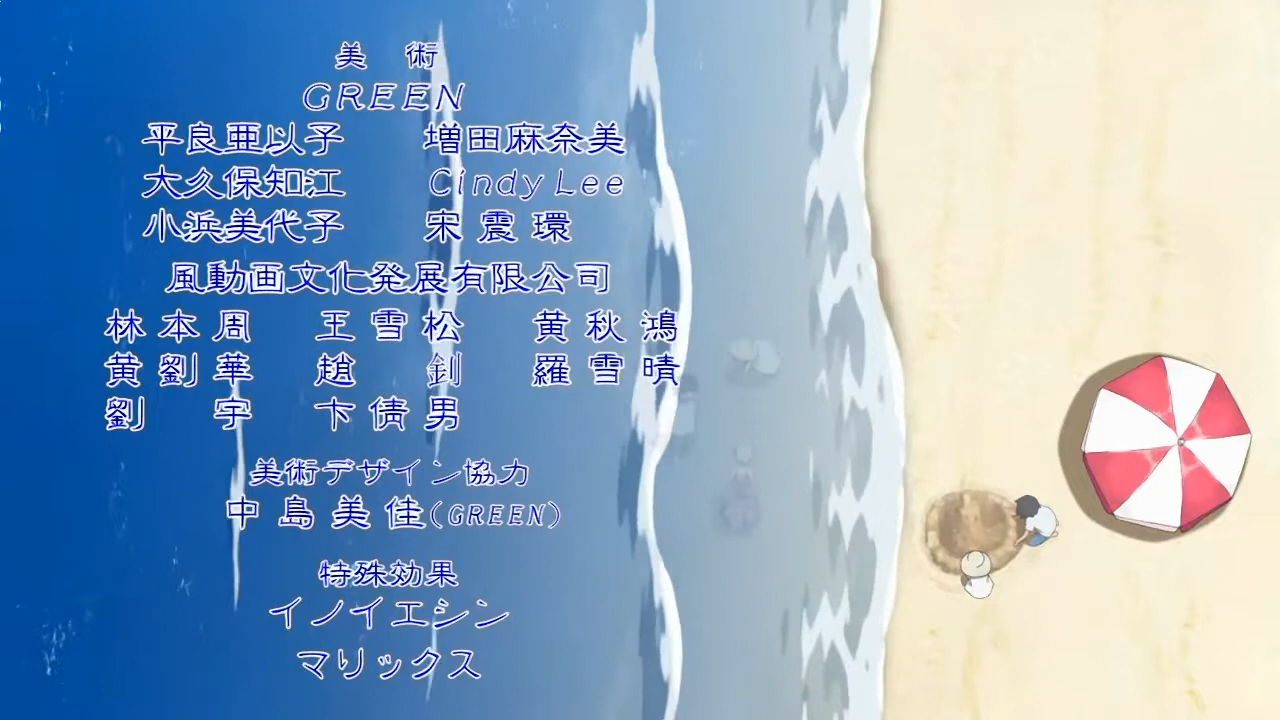 美 術
GREEN
平良亜以子 増田麻奈美
大久保知江 Cindy Lee
小浜美代子 宋震環
風動画文化発展有限公司
林本周 王雪松 黄秋鴻
黄劉華 趙釗 羅雪晴
劉宇 卞倩男
美術デザイン協力
中島美佳(GREEN)
特殊効果
イノイエシン
マリックス